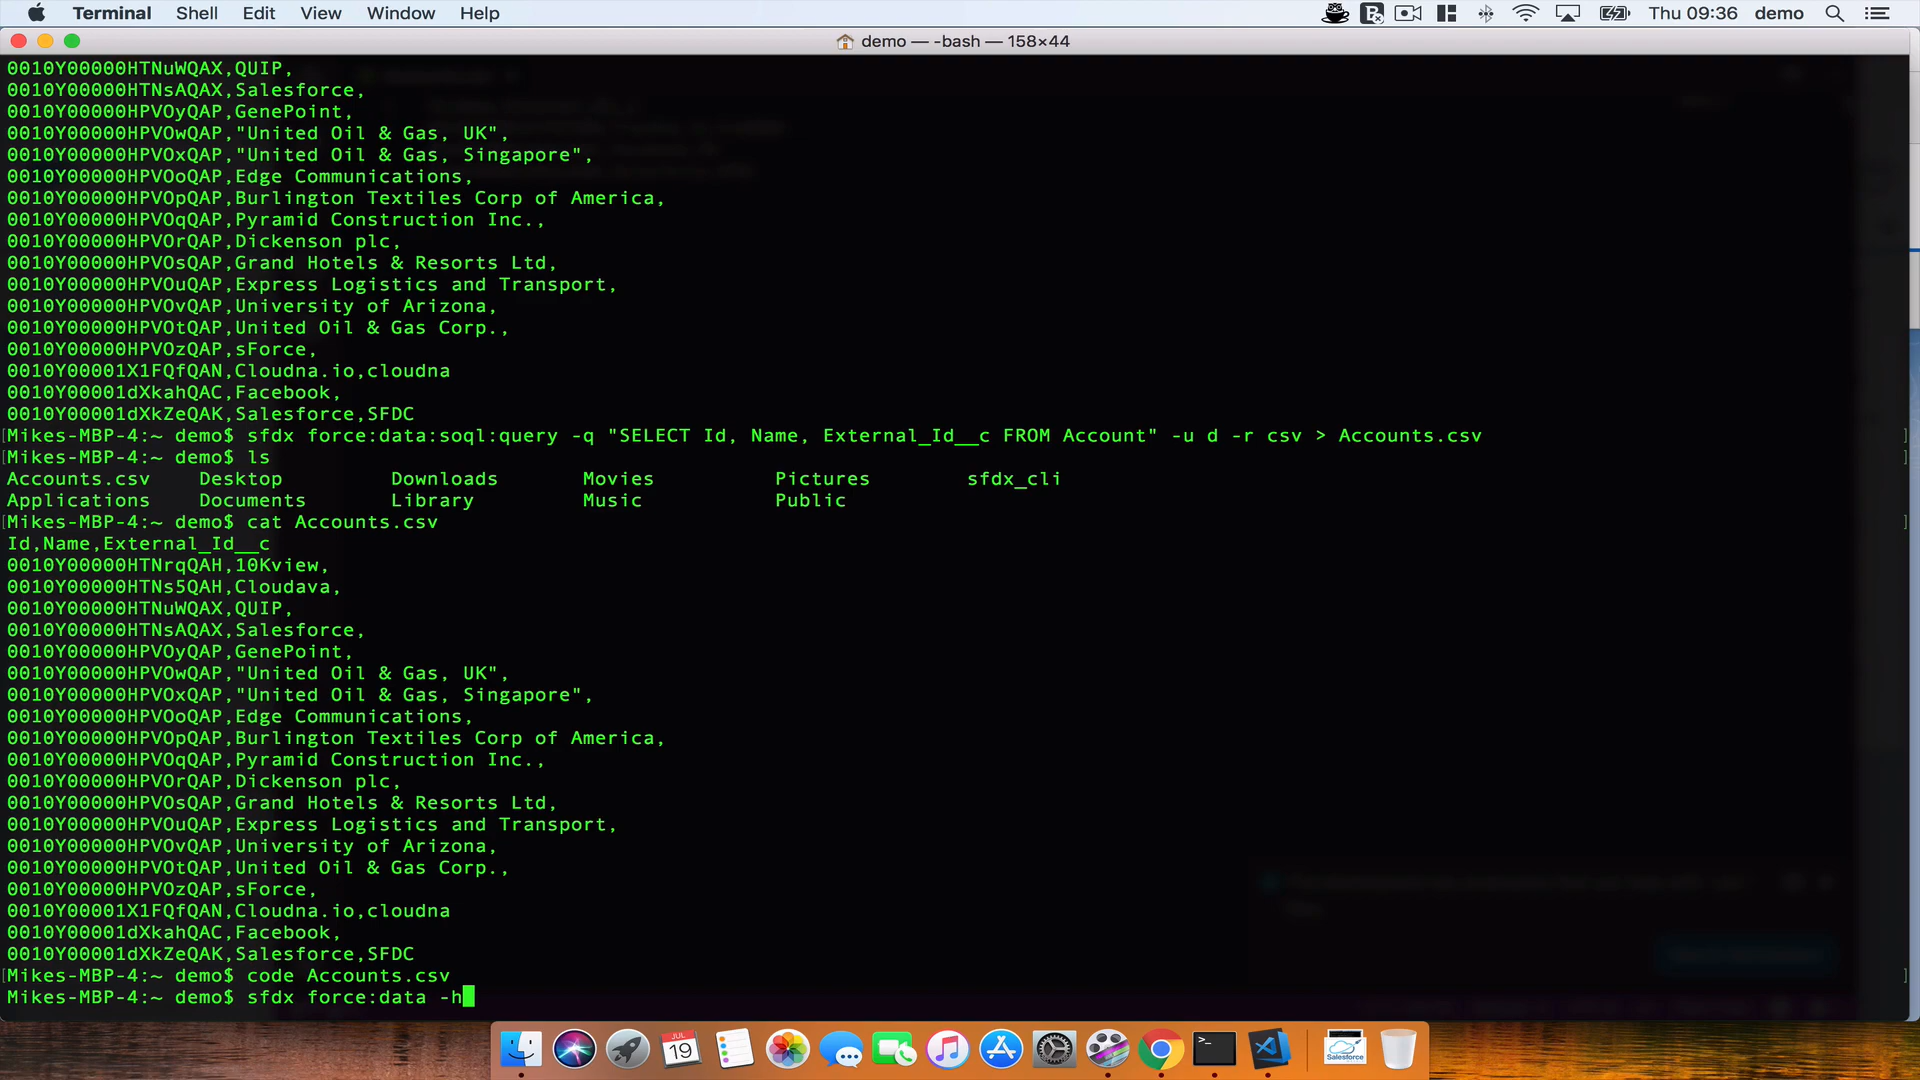 Terminal Shell Edit View Window Help Thu 09:36 demo
demo — -bash — 158×44
0010Y00000HTNuWQAX,QUIP,
0010Y00000HTNsAQAX,Salesforce,
0010Y00000HPVOyQAP,GenePoint,
0010Y00000HPVOwQAP,"United Oil & Gas, UK",
0010Y00000HPVOxQAP,"United Oil & Gas, Singapore",
0010Y00000HPVOoQAP,Edge Communications,
0010Y00000HPVOpQAP,Burlington Textiles Corp of America,
0010Y00000HPVOqQAP,Pyramid Construction Inc.,
0010Y00000HPVOrQAP,Dickenson plc,
0010Y00000HPVOsQAP,Grand Hotels & Resorts Ltd,
0010Y00000HPVOuQAP,Express Logistics and Transport,
0010Y00000HPVOvQAP,University of Arizona,
0010Y00000HPVOtQAP,United Oil & Gas Corp.,
0010Y00000HPVOzQAP,sForce,
0010Y00001X1FQfQAN,Cloudna.io,cloudna
0010Y00001dXkahQAC,Facebook,
0010Y00001dXkZeQAK,Salesforce,SFDC
[Mikes-MBP-4:~ demo$ sfdx force:data:soql:query -q "SELECT Id, Name, External_Id__c FROM Account" -u d -r csv > Accounts.csv ]
[Mikes-MBP-4:~ demo$ ls ]
Accounts.csv Desktop Downloads Movies Pictures sfdx_cli
Applications Documents Library Music Public
[Mikes-MBP-4:~ demo$ cat Accounts.csv ]
Id,Name,External_Id__c
0010Y00000HTNrqQAH,10Kview,
0010Y00000HTNs5QAH,Cloudava,
0010Y00000HTNuWQAX,QUIP,
0010Y00000HTNsAQAX,Salesforce,
0010Y00000HPVOyQAP,GenePoint,
0010Y00000HPVOwQAP,"United Oil & Gas, UK",
0010Y00000HPVOxQAP,"United Oil & Gas, Singapore",
0010Y00000HPVOoQAP,Edge Communications,
0010Y00000HPVOpQAP,Burlington Textiles Corp of America,
0010Y00000HPVOqQAP,Pyramid Construction Inc.,
0010Y00000HPVOrQAP,Dickenson plc,
0010Y00000HPVOsQAP,Grand Hotels & Resorts Ltd,
0010Y00000HPVOuQAP,Express Logistics and Transport,
0010Y00000HPVOvQAP,University of Arizona,
0010Y00000HPVOtQAP,United Oil & Gas Corp.,
0010Y00000HPVOzQAP,sForce,
0010Y00001X1FQfQAN,Cloudna.io,cloudna
0010Y00001dXkahQAC,Facebook,
0010Y00001dXkZeQAK,Salesforce,SFDC
[Mikes-MBP-4:~ demo$ code Accounts.csv ]
Mikes-MBP-4:~ demo$ sfdx force:data -h
JUL
19
Salesforce